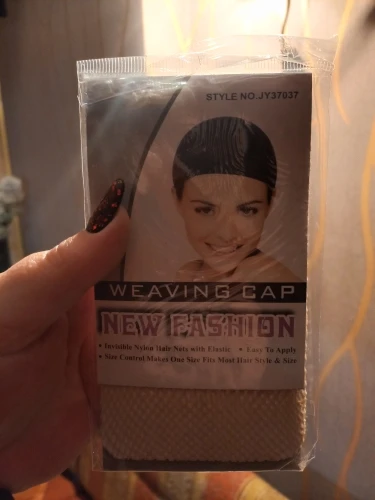 STYLE NO:JY37037
WEAVING CAP
NEW FASHION
• Invisible Nylon Hair Nets with Elastic • Easy To Apply
• Size Control Makes One Size Fits Most Hair Style & Size